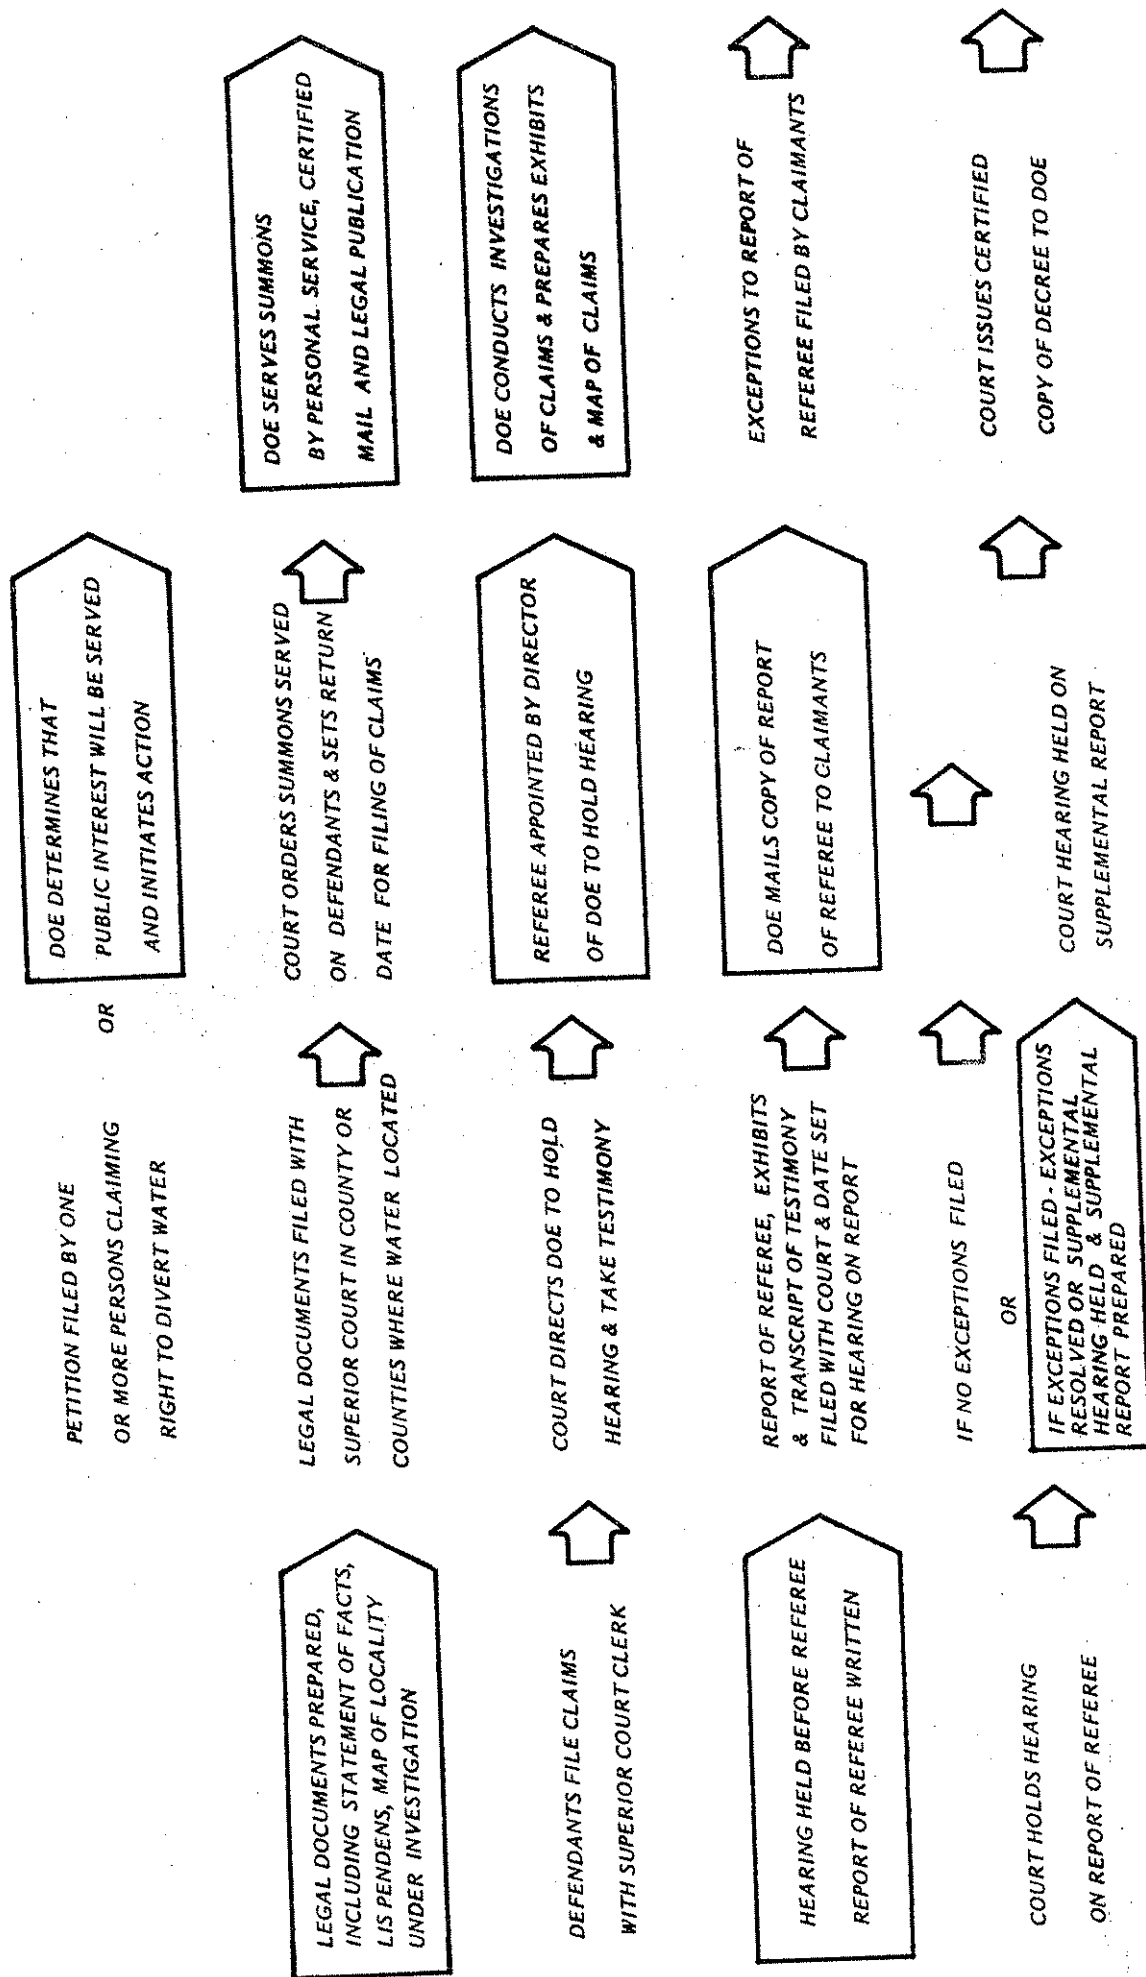 PETITION FILED BY ONE
OR MORE PERSONS CLAIMING
RIGHT TO DIVERT WATER
OR
DOE DETERMINES THAT
PUBLIC INTEREST WILL BE SERVED
AND INITIATES ACTION
LEGAL DOCUMENTS PREPARED,
INCLUDING STATEMENT OF FACTS,
LIS PENDENS, MAP OF LOCALITY
UNDER INVESTIGATION
LEGAL DOCUMENTS FILED WITH
SUPERIOR COURT IN COUNTY OR
COUNTIES WHERE WATER LOCATED
COURT ORDERS SUMMONS SERVED
ON DEFENDANTS & SETS RETURN
DATE FOR FILING OF CLAIMS
DOE SERVES SUMMONS
BY PERSONAL SERVICE, CERTIFIED
MAIL AND LEGAL PUBLICATION
DEFENDANTS FILE CLAIMS
WITH SUPERIOR COURT CLERK
COURT DIRECTS DOE TO HOLD
HEARING & TAKE TESTIMONY
REFEREE APPOINTED BY DIRECTOR
OF DOE TO HOLD HEARING
DOE CONDUCTS INVESTIGATIONS
OF CLAIMS & PREPARES EXHIBITS
& MAP OF CLAIMS
HEARING HELD BEFORE REFEREE
REPORT OF REFEREE WRITTEN
REPORT OF REFEREE, EXHIBITS
& TRANSCRIPT OF TESTIMONY
FILED WITH COURT & DATE SET
FOR HEARING ON REPORT
DOE MAILS COPY OF REPORT
OF REFEREE TO CLAIMANTS
EXCEPTIONS TO REPORT OF
REFEREE FILED BY CLAIMANTS
COURT HOLDS HEARING
ON REPORT OF REFEREE
IF NO EXCEPTIONS FILED
OR
IF EXCEPTIONS FILED - EXCEPTIONS
RESOLVED OR SUPPLEMENTAL
HEARING HELD & SUPPLEMENTAL
REPORT PREPARED
COURT HEARING HELD ON
SUPPLEMENTAL REPORT
COURT ISSUES CERTIFIED
COPY OF DECREE TO DOE